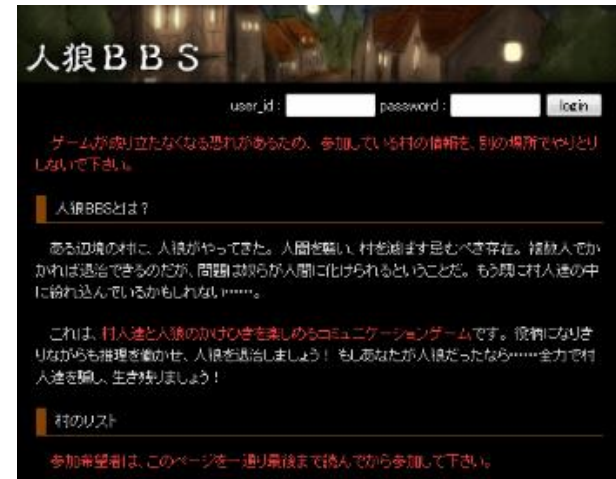 人狼BBS
user_id: password: login
ゲームが成り立たなくなる恐れがあるため、参加している村の情報を、別の場所でやりとり
しないで下さい。
人狼BBSとは?
ある辺境の村に、人狼がやってきた。人間を襲い、村を滅ぼす忌むべき存在。複数人でか
かれば退治できるのだが、問題は奴らが人間に化けられるということだ。もう既に村人達の中
に紛れ込んでいるかもしれない……。
これは、村人達と人狼のかけひきを楽しめるコミュニケーションゲームです。役柄になりき
りながらも推理を働かせ、人狼を退治しましょう! もしあなたが人狼だったなら……全力で村
人達を騙し、生き残りましょう!
村のリスト
参加希望者は、このページを一通り最後まで読んでから参加して下さい。